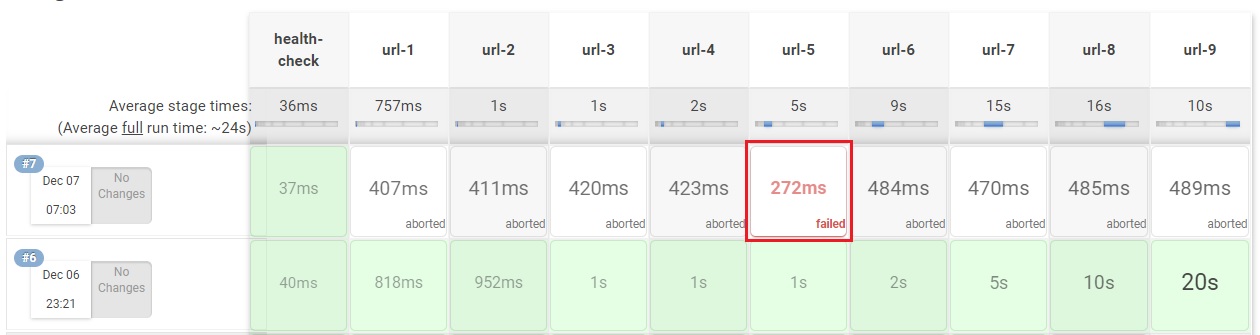 health-
check
url-1
url-2
url-3
url-4
url-5
url-6
url-7
url-8
url-9
Average stage times:
36ms
757ms
1s
1s
2s
5s
9s
15s
16s
10s
(Average full run time: ~24s)
#7
Dec 07
07:03
No
Changes
37ms
407ms
aborted
411ms
aborted
420ms
aborted
423ms
aborted
272ms
failed
484ms
aborted
470ms
aborted
485ms
aborted
489ms
aborted
#6
Dec 06
23:21
No
Changes
40ms
818ms
952ms
1s
1s
1s
2s
5s
10s
20s